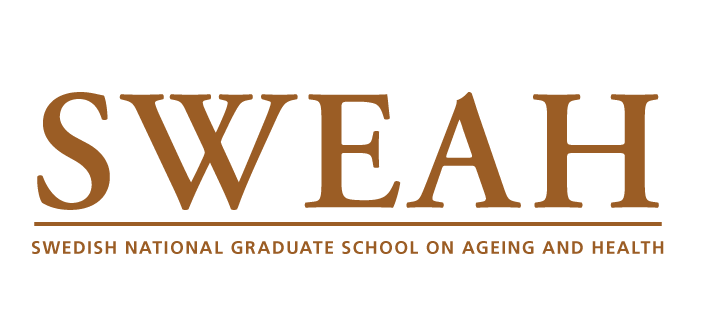 SWEAH
SWEDISH NATIONAL GRADUATE SCHOOL ON AGEING AND HEALTH